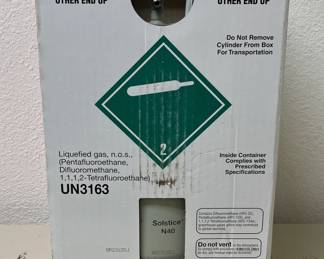 OTHER END UP
OTHER END UP
Do Not Remove
Cylinder From Box
For Transportation
2
Liquefied gas, n.o.s.,
(Pentafluoroethane,
Difluoromethane,
1,1,1,2-Tetrafluoroethane)
UN3163
Inside Container
Complies with
Prescribed
Specifications
Solstice
N40
Do not vent